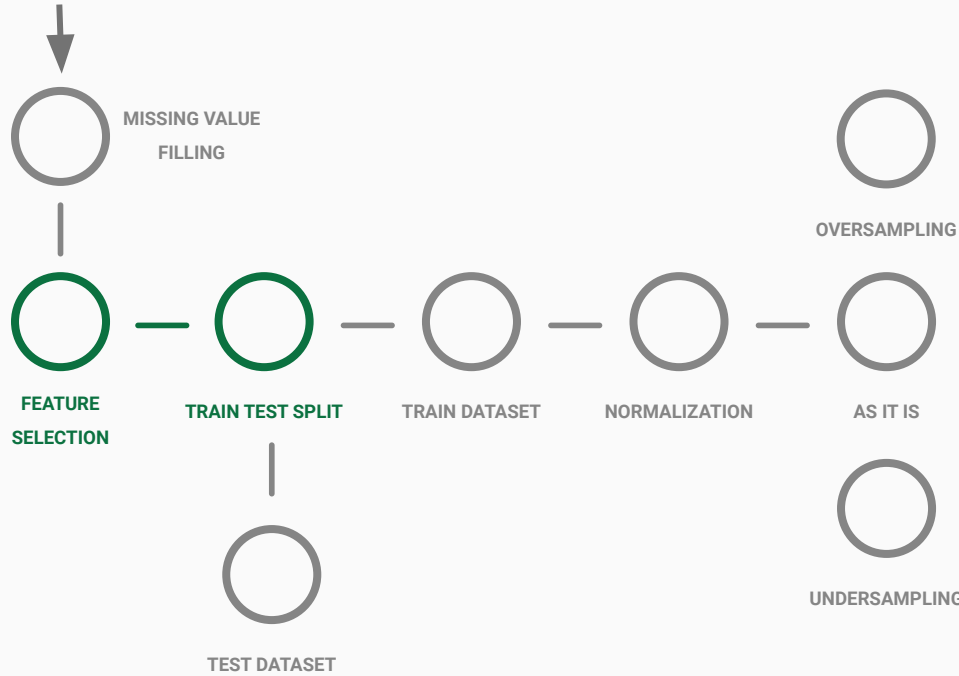 MISSING VALUE
FILLING
OVERSAMPLING
FEATURE
SELECTION
TRAIN TEST SPLIT
TRAIN DATASET
NORMALIZATION
AS IT IS
UNDERSAMPLING
TEST DATASET